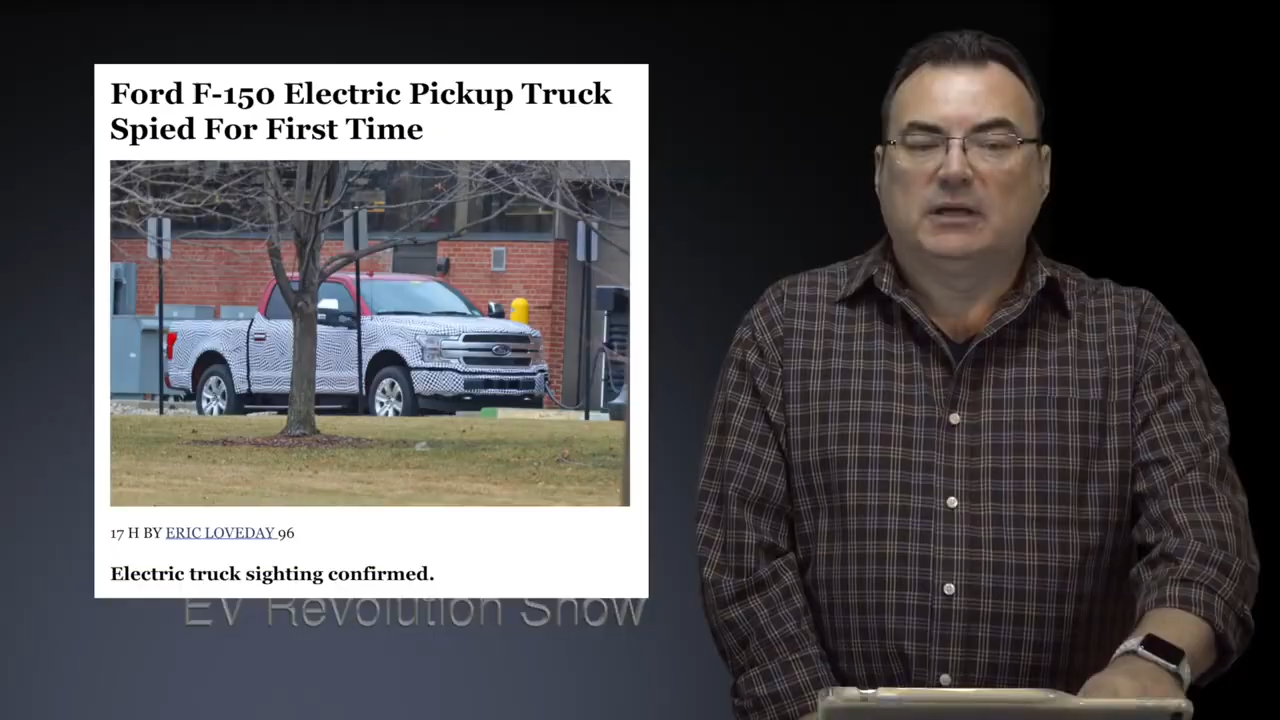 Ford F-150 Electric Pickup Truck
Spied For First Time
17 H BY ERIC LOVEDAY 96
Electric truck sighting confirmed.
EV Revolution Show